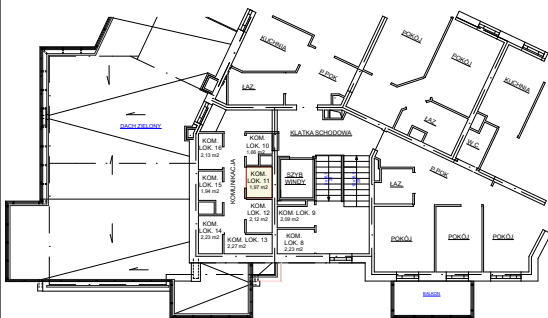 KUCHNIA
POKÓJ
POKÓJ
KUCHNIA
P.POK
ŁAZ.
ŁAZ.
W.C.
DACH ZIELONY
KOM.
LOK. 16
2,13 m2
KOMUNIKACJA
KOM.
LOK. 10
1,66 m2
KLATKA SCHODOWA
KOM.
LOK. 15
1,94 m2
KOM.
LOK. 11
1,97 m2
SZYB
WINDY
P.POK
ŁAZ.
KOM.
LOK. 14
2,23 m2
KOM.
LOK. 12
2,12 m2
KOM. LOK. 9
2,59 m2
KOM. LOK. 13
2,27 m2
KOM.
LOK. 8
2,23 m2
POKÓJ
POKÓJ
POKÓJ
BALKON